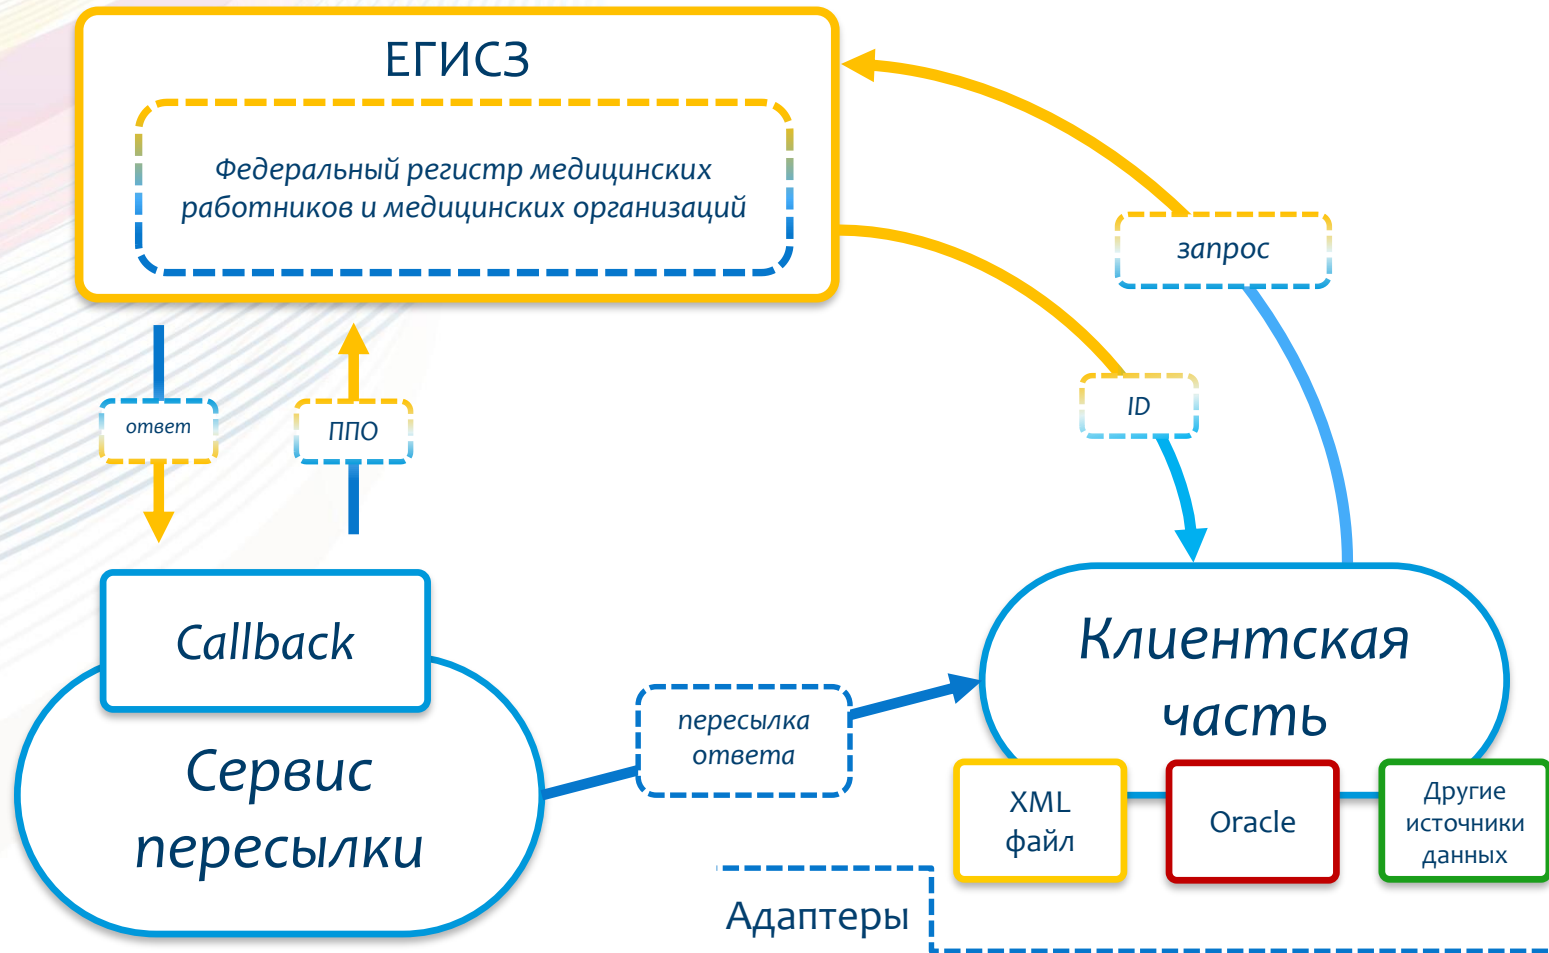 ЕГИСЗ
Федеральный регистр медицинских
работников и медицинских организаций
запрос
ID
ответ
ППО
Callback
Сервис
пересылки
пересылка
ответа
Клиентская
часть
XML
файл
Oracle
Другие
источники
данных
Адаптеры